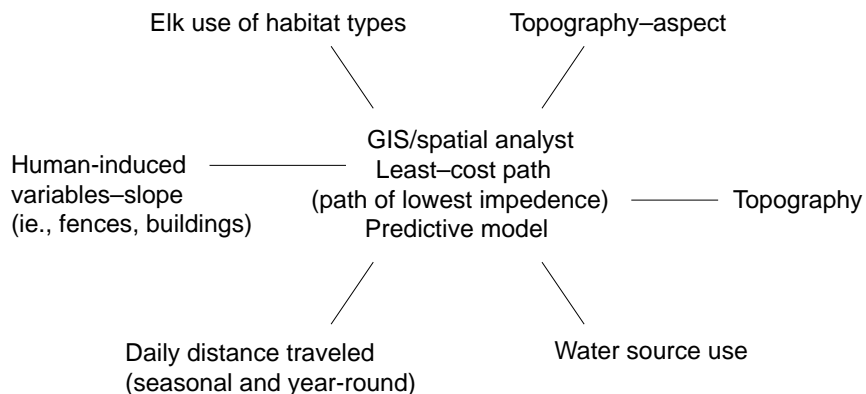 Elk use of habitat types
Topography–aspect
GIS/spatial analyst
Least–cost path
(path of lowest impedence)
Predictive model
Human-induced
variables–slope
(ie., fences, buildings)
Topography
Daily distance traveled
(seasonal and year-round)
Water source use